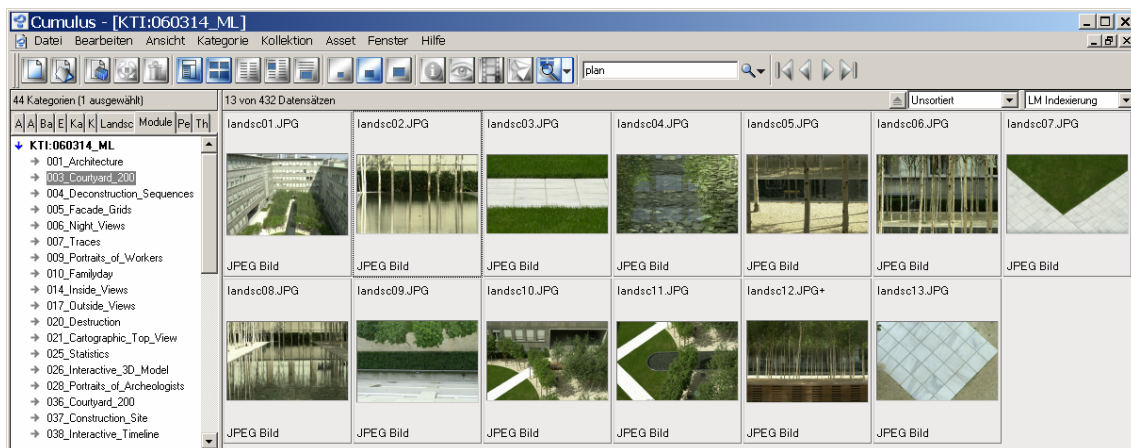 Cumulus - [KTI:060314_ML]
Datei Bearbeiten Ansicht Kategorie Kollektion Asset Fenster Hilfe
plan
44 Kategorien (1 ausgewählt)
13 von 432 Datensätzen
Unsortiert
LM Indexierung
A A Ba E Ka K Landsc Module Pe Th
KTI:060314_ML
001_Architecture
003_Courtyard_200
004_Deconstruction_Sequences
005_Facade_Grids
006_Night_Views
007_Traces
009_Portraits_of_Workers
010_Familyday
014_Inside_Views
017_Outside_Views
020_Destruction
021_Cartographic_Top_View
025_Statistics
026_Interactive_3D_Model
028_Portraits_of_Archeologists
036_Courtyard_200
037_Construction_Site
038_Interactive_Timeline
landsc01.JPG landsc02.JPG landsc03.JPG landsc04.JPG landsc05.JPG landsc06.JPG landsc07.JPG
JPEG Bild JPEG Bild JPEG Bild JPEG Bild JPEG Bild JPEG Bild JPEG Bild
landsc08.JPG landsc09.JPG landsc10.JPG landsc11.JPG landsc12.JPG+ landsc13.JPG
JPEG Bild JPEG Bild JPEG Bild JPEG Bild JPEG Bild JPEG Bild